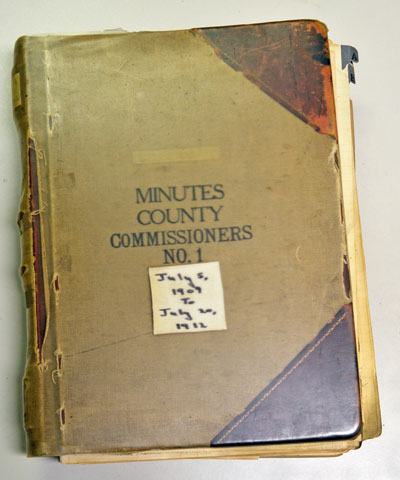 MINUTES
COUNTY
COMMISSIONERS
NO. 1
July 5,
1909
To
July 20,
1912